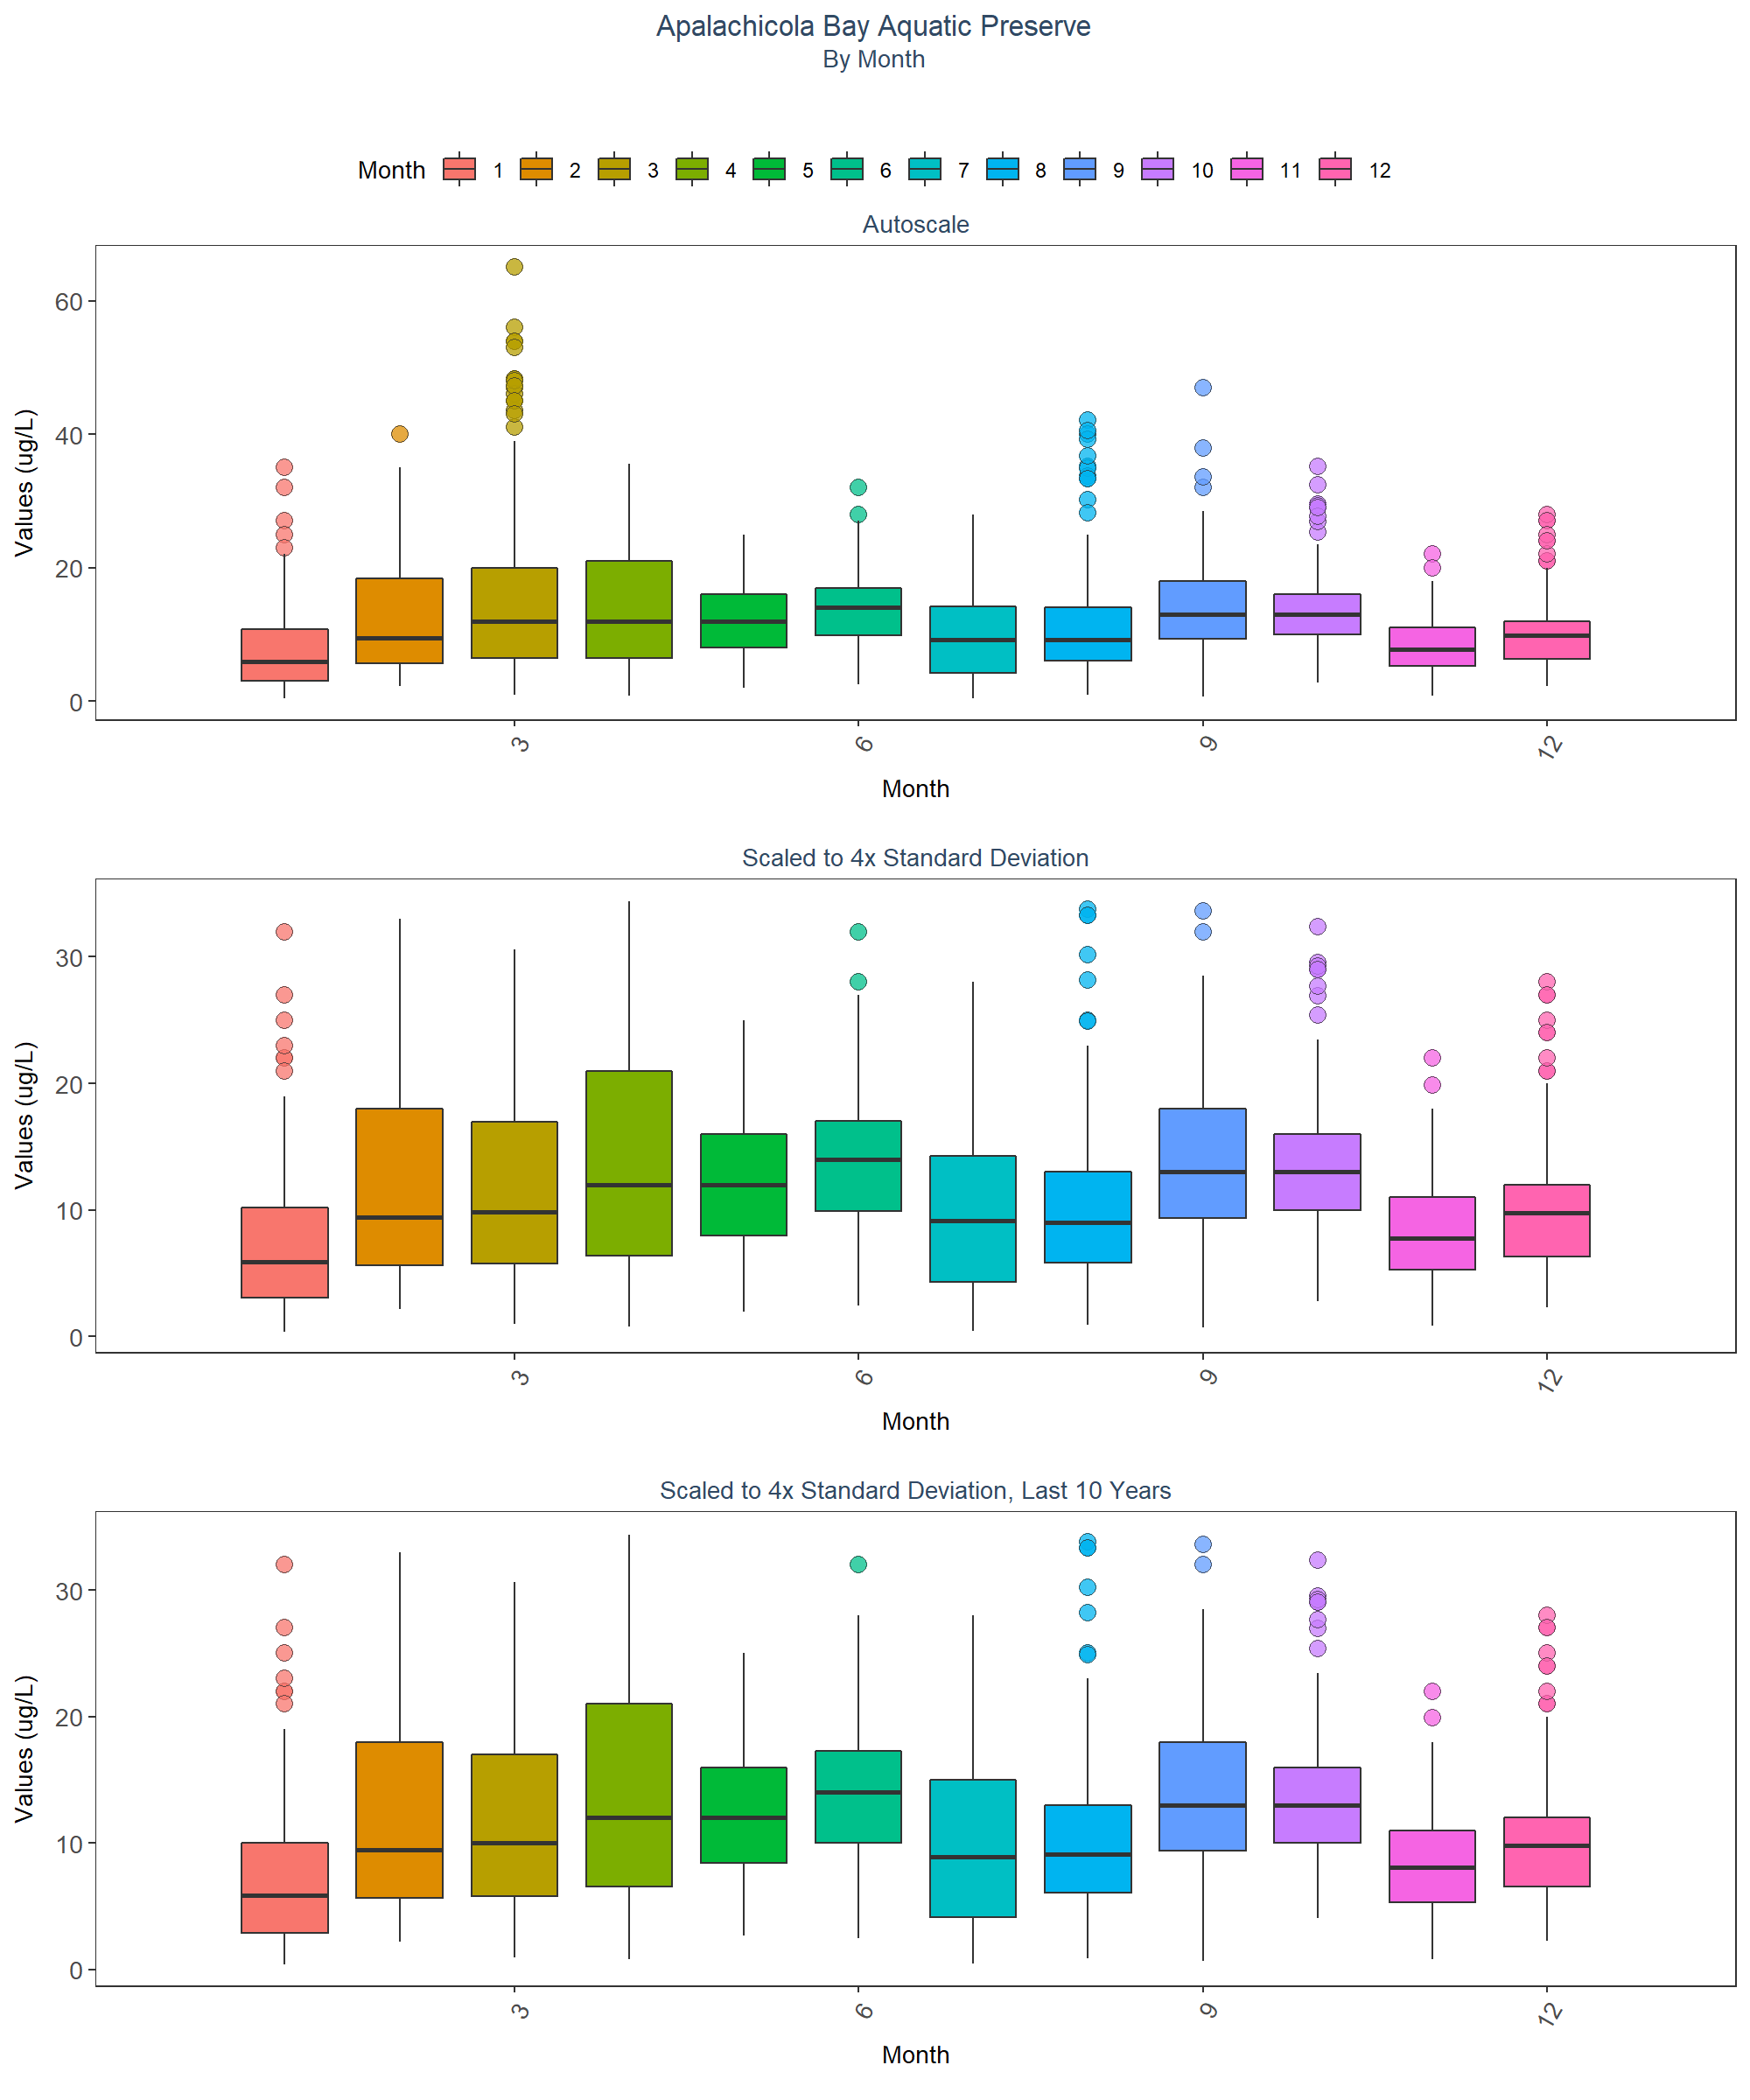 Apalachicola Bay Aquatic Preserve
By Month
Month 1 2 3 4 5 6 7 8 9 10 11 12
Autoscale
Values (ug/L)
60
40
20
0
3 6 9 12
Month
Scaled to 4x Standard Deviation
Values (ug/L)
30
20
10
0
3 6 9 12
Month
Scaled to 4x Standard Deviation, Last 10 Years
Values (ug/L)
30
20
10
0
3 6 9 12
Month